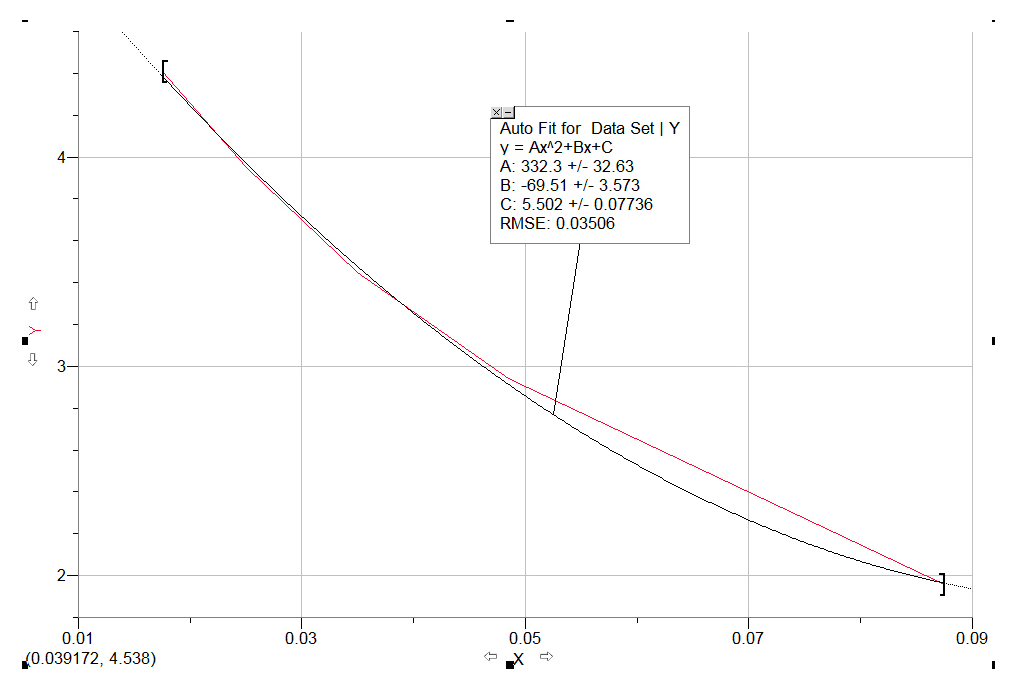 Auto Fit for Data Set | Y
y = Ax^2+Bx+C
A: 332.3 +/- 32.63
B: -69.51 +/- 3.573
C: 5.502 +/- 0.07736
RMSE: 0.03506
4
3
2
Y
0.01 0.03 0.05 0.07 0.09
(0.039172, 4.538)
X